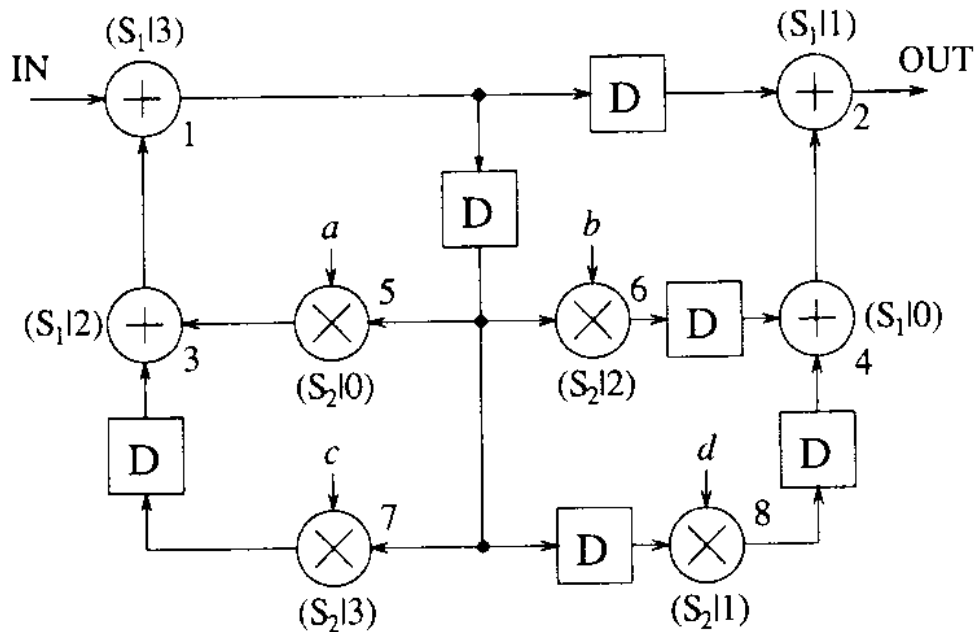 (S₁|3)
(S₁|1)
IN
+
D
+
OUT
1
2
D
a
b
5
6
(S₁|2)
+
×
×
D
+
(S₁|0)
3
4
(S₂|0)
(S₂|2)
D
c
d
D
7
8
×
D
×
(S₂|3)
(S₂|1)